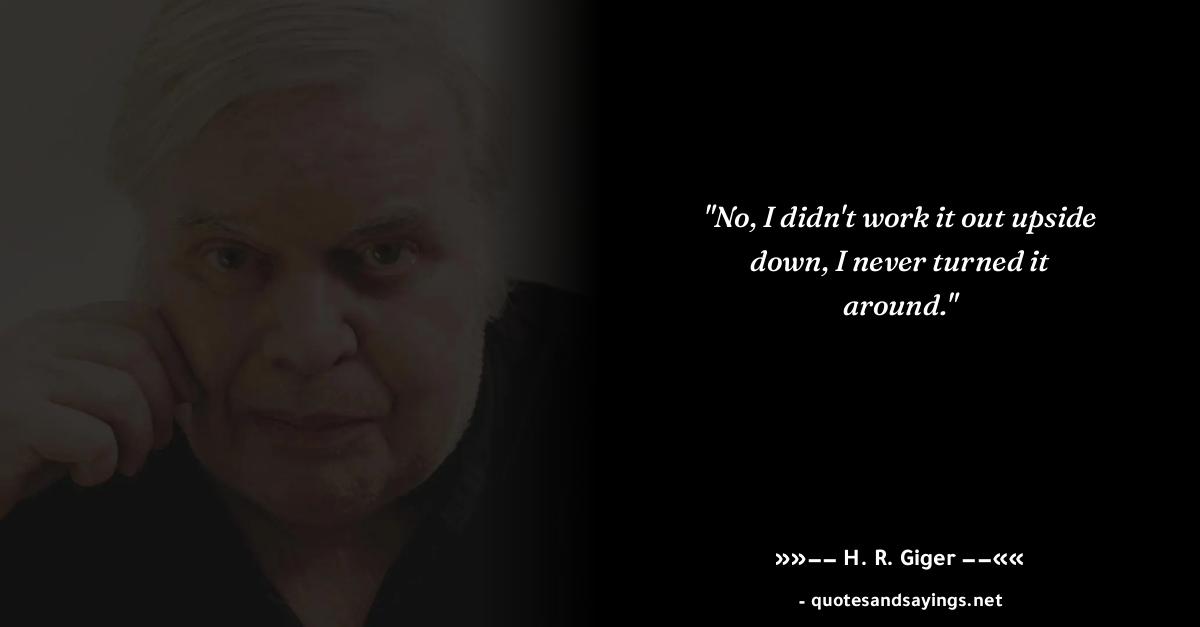 "No, I didn't work it out upside
down, I never turned it
around."
»»–– H. R. Giger ––««
- quotesandsayings.net